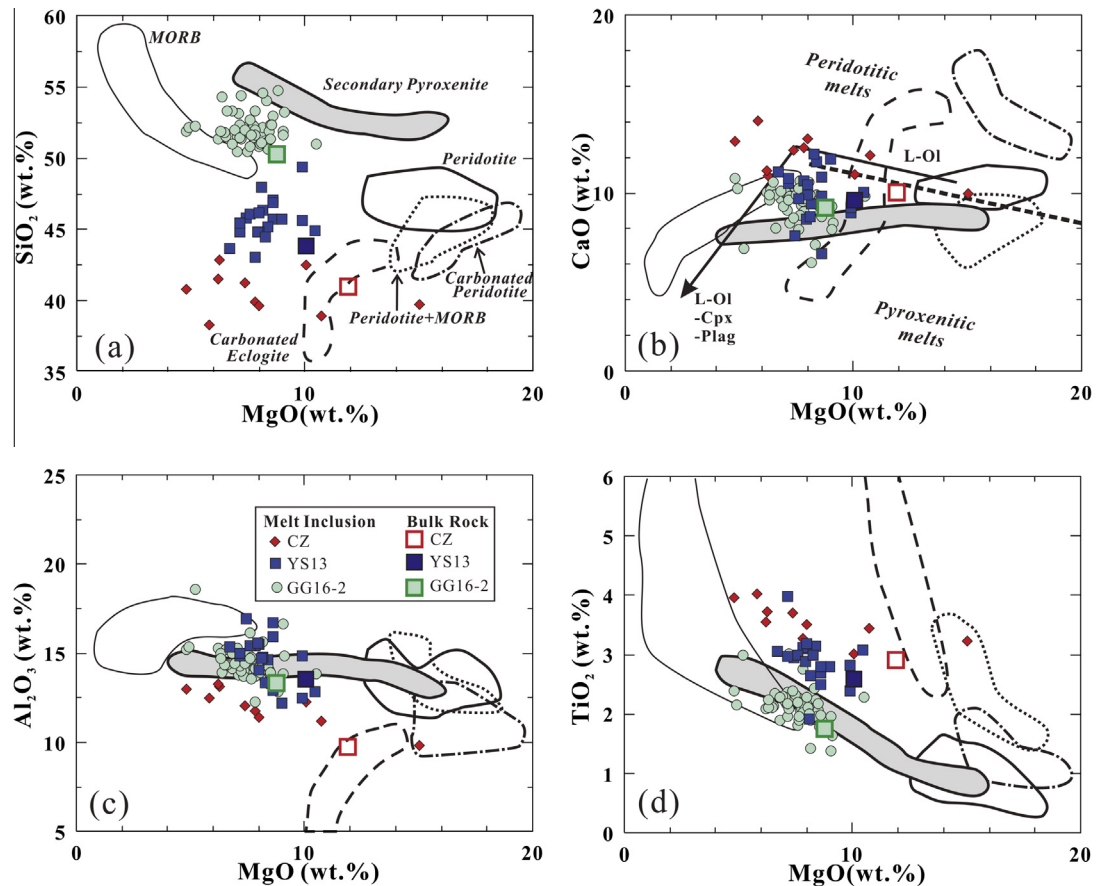 60
55
50
45
40
35
SiO2 (wt.%)
MORB
Secondary Pyroxenite
Peridotite
Carbonated
Peridotite
Peridotite+MORB
Carbonated
Eclogite
(a)
0
10
20
MgO(wt.%)
20
10
0
CaO (wt.%)
Peridotitic
melts
L-Ol
L-Ol
-Cpx
-Plag
Pyroxenitic
melts
(b)
0
10
20
MgO(wt.%)
25
20
15
10
5
Al2O3 (wt.%)
Melt Inclusion
Bulk Rock
CZ
CZ
YS13
YS13
GG16-2
GG16-2
(c)
0
10
20
MgO(wt.%)
6
5
4
3
2
1
0
TiO2 (wt.%)
(d)
0
10
20
MgO(wt.%)